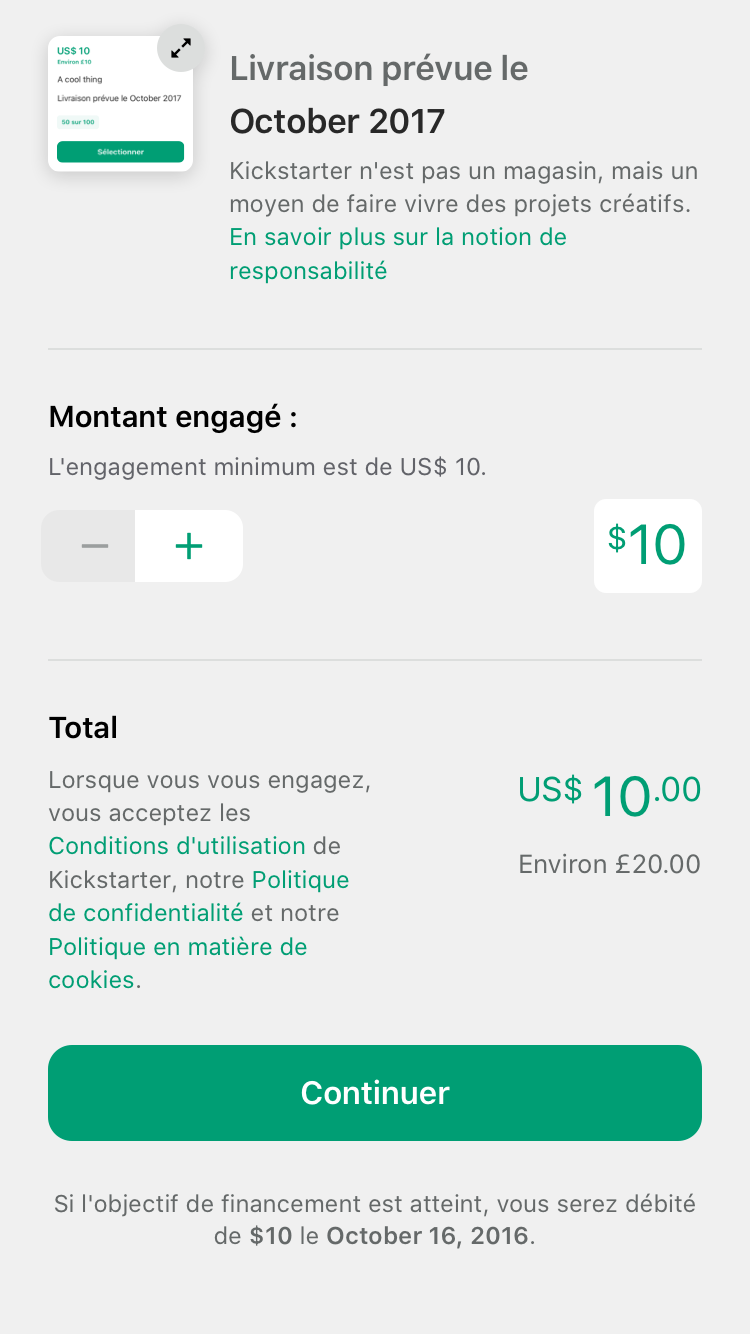 US$ 10
Environ £10
A cool thing
Livraison prévue le October 2017
50 sur 100
Sélectionner
Livraison prévue le
October 2017
Kickstarter n'est pas un magasin, mais un
moyen de faire vivre des projets créatifs.
En savoir plus sur la notion de
responsabilité
Montant engagé :
L'engagement minimum est de US$ 10.
$10
Total
Lorsque vous vous engagez,
vous acceptez les
Conditions d'utilisation de
Kickstarter, notre Politique
de confidentialité et notre
Politique en matière de
cookies.
US$ 10.00
Environ £20.00
Continuer
Si l'objectif de financement est atteint, vous serez débité
de $10 le October 16, 2016.